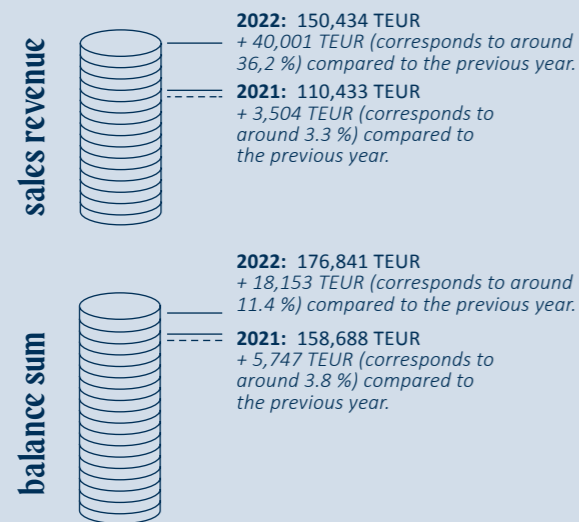 sales revenue
2022: 150,434 TEUR
+ 40,001 TEUR (corresponds to around
36,2 %) compared to the previous year.
2021: 110,433 TEUR
+ 3,504 TEUR (corresponds to
around 3.3 %) compared to
the previous year.
balance sum
2022: 176,841 TEUR
+ 18,153 TEUR (corresponds to around
11.4 %) compared to the previous year.
2021: 158,688 TEUR
+ 5,747 TEUR (corresponds to
around 3.8 %) compared to
the previous year.